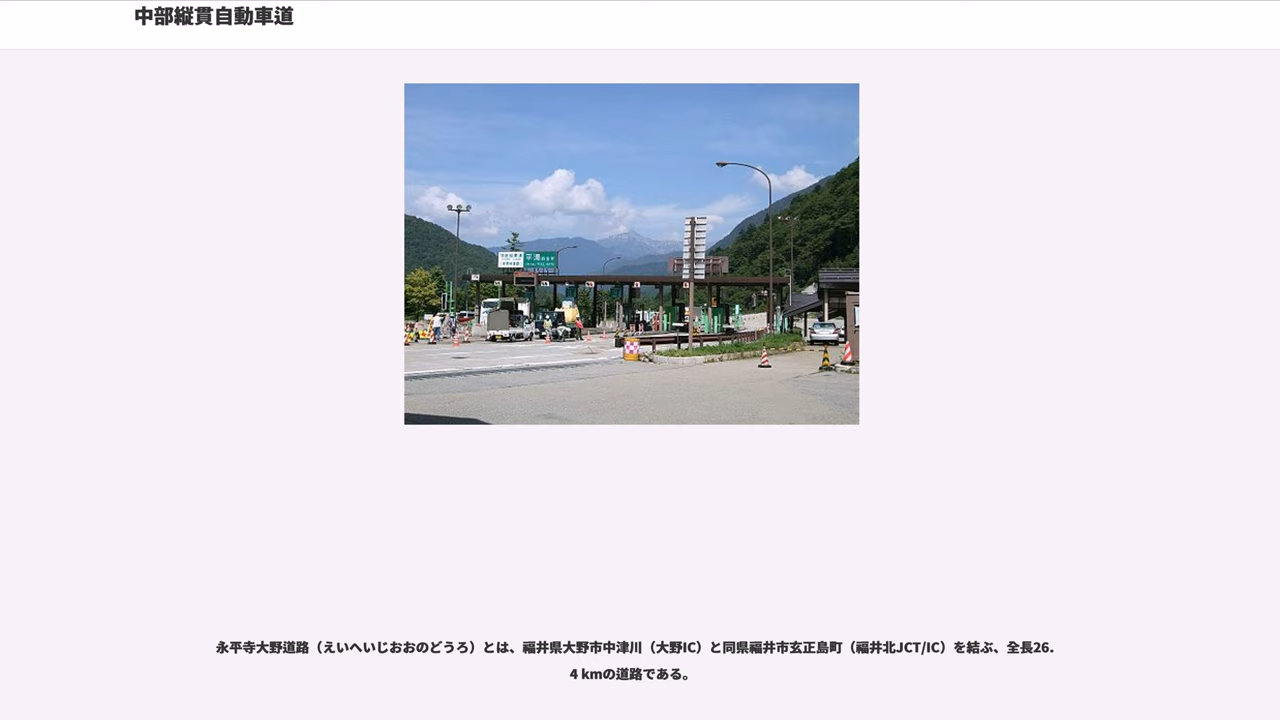 中部縦貫自動車道
平湯
永平寺大野道路（えいへいじおおのどうろ）とは、福井県大野市中津川（大野IC）と同県福井市玄正島町（福井北JCT/IC）を結ぶ、全長26.
4 kmの道路である。